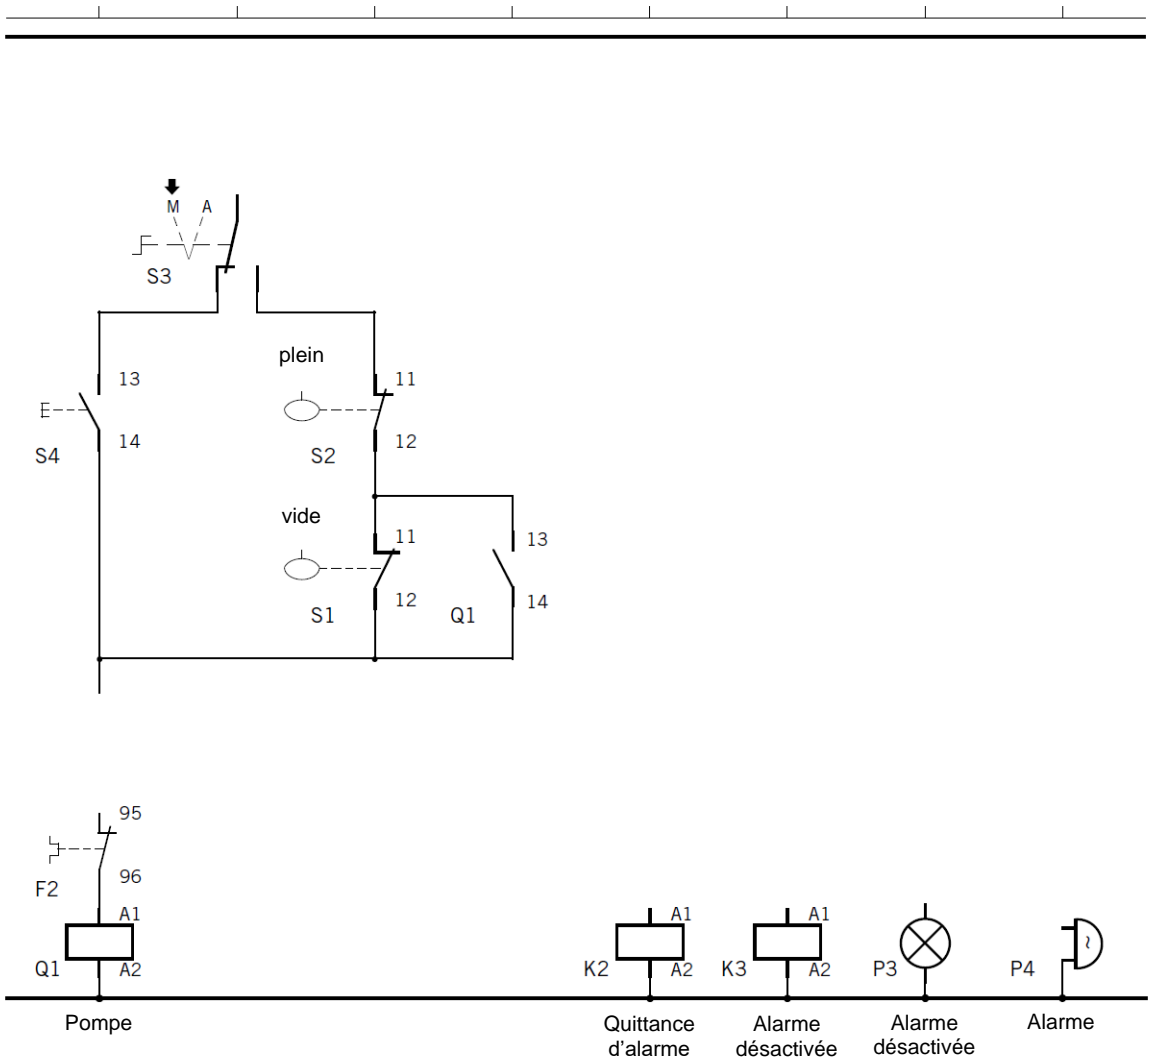 M A
S3
plein
13
11
S4
14
S2
12
vide
11
13
S1
12
Q1
14
95
F2
96
A1
A1
A1
Q1
A2
K2
A2
K3
A2
P3
P4
~
Pompe
Quittance
d'alarme
Alarme
désactivée
Alarme
désactivée
Alarme